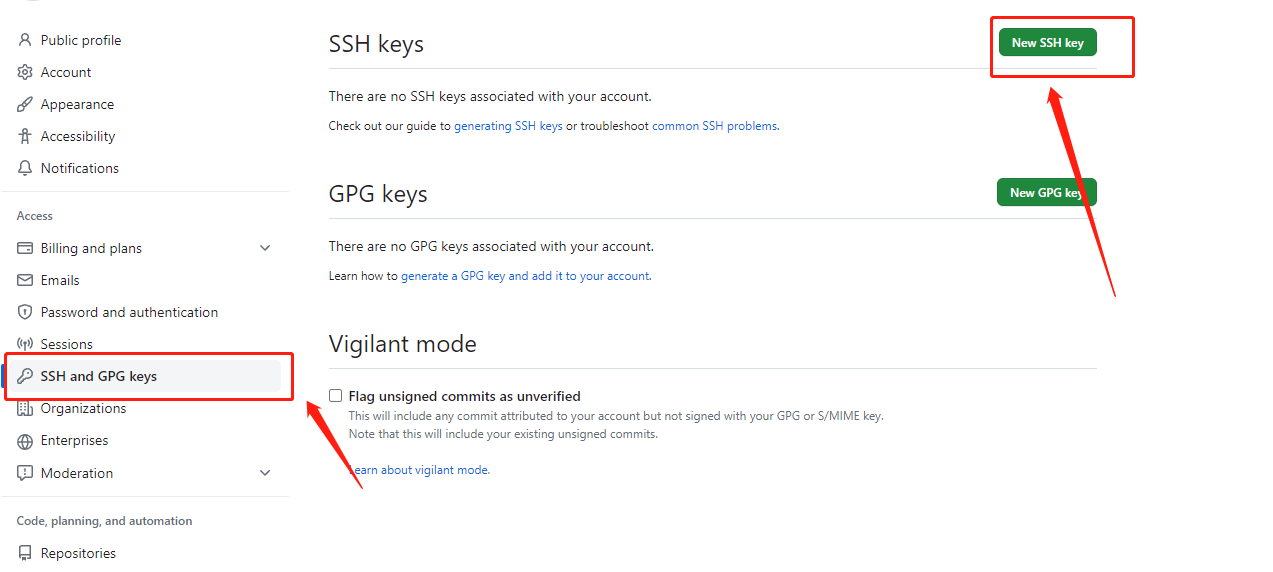 Public profile
Account
Appearance
Accessibility
Notifications
Access
Billing and plans
Emails
Password and authentication
Sessions
SSH and GPG keys
Organizations
Enterprises
Moderation
Code, planning, and automation
Repositories
SSH keys
New SSH key
There are no SSH keys associated with your account.
Check out our guide to generating SSH keys or troubleshoot common SSH problems.
GPG keys
New GPG key
There are no GPG keys associated with your account.
Learn how to generate a GPG key and add it to your account.
Vigilant mode
Flag unsigned commits as unverified
This will include any commit attributed to your account but not signed with your GPG or S/MIME key.
Note that this will include your existing unsigned commits.
Learn about vigilant mode.